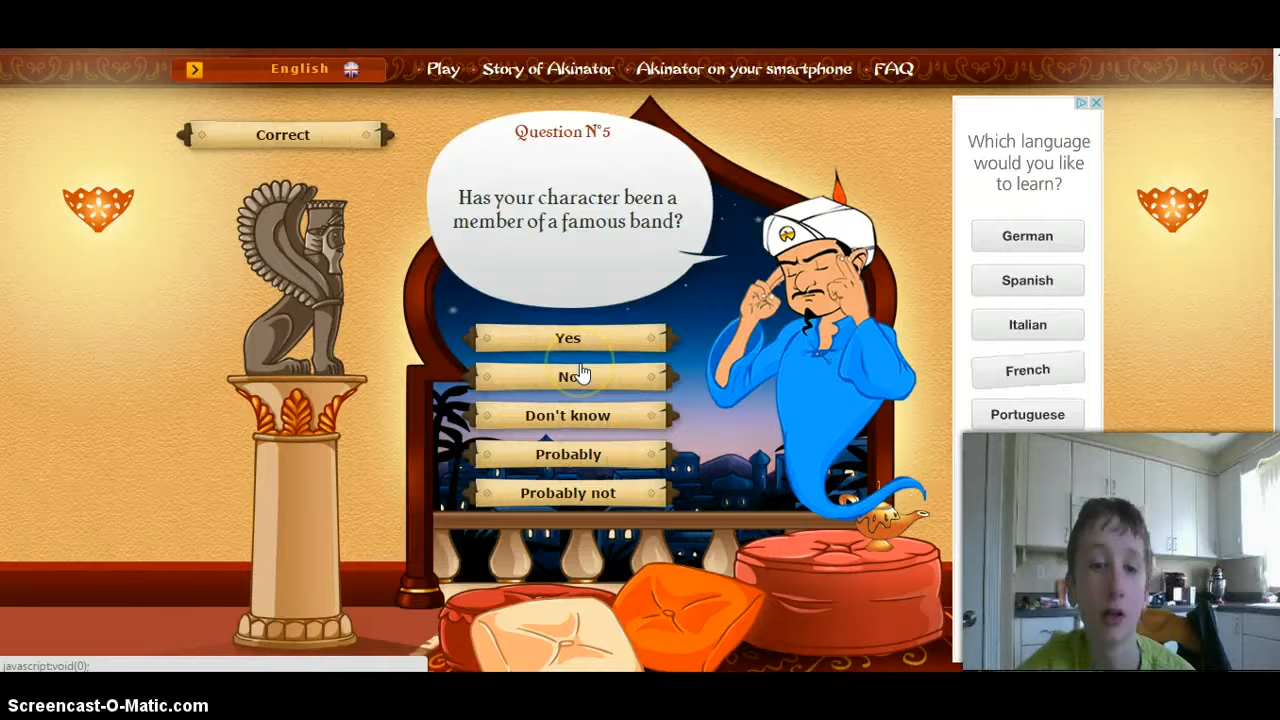 English
Play
Story of Akinator
Akinator on your smartphone
FAQ
Correct
Question N°5
Has your character been a
member of a famous band?
Yes
No
Don't know
Probably
Probably not
Which language
would you like
to learn?
German
Spanish
Italian
French
Portuguese
javascript:void(0);
Screencast-O-Matic.com